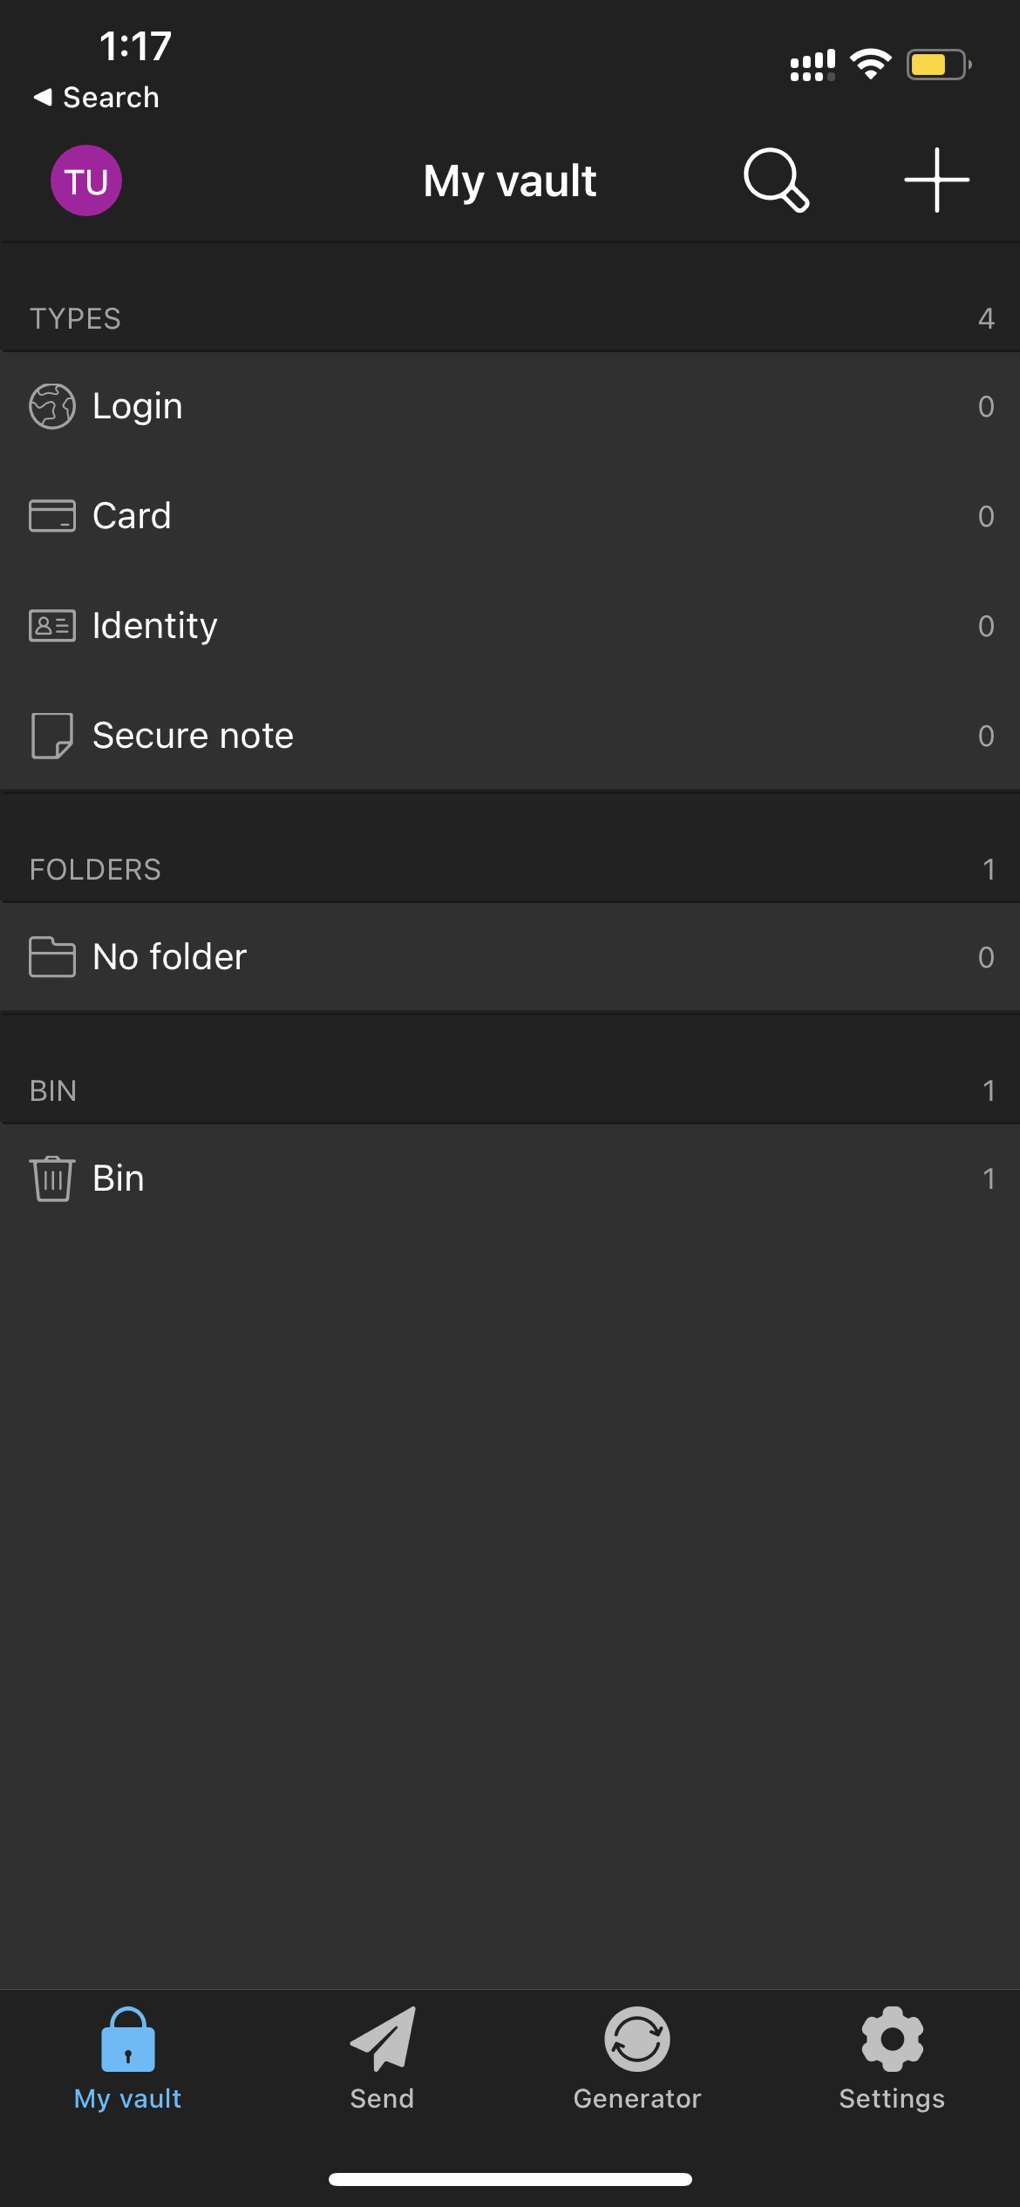 1:17
◀ Search
TU
My vault
TYPES 4
Login 0
Card 0
Identity 0
Secure note 0
FOLDERS 1
No folder 0
BIN 1
Bin 1
My vault Send Generator Settings